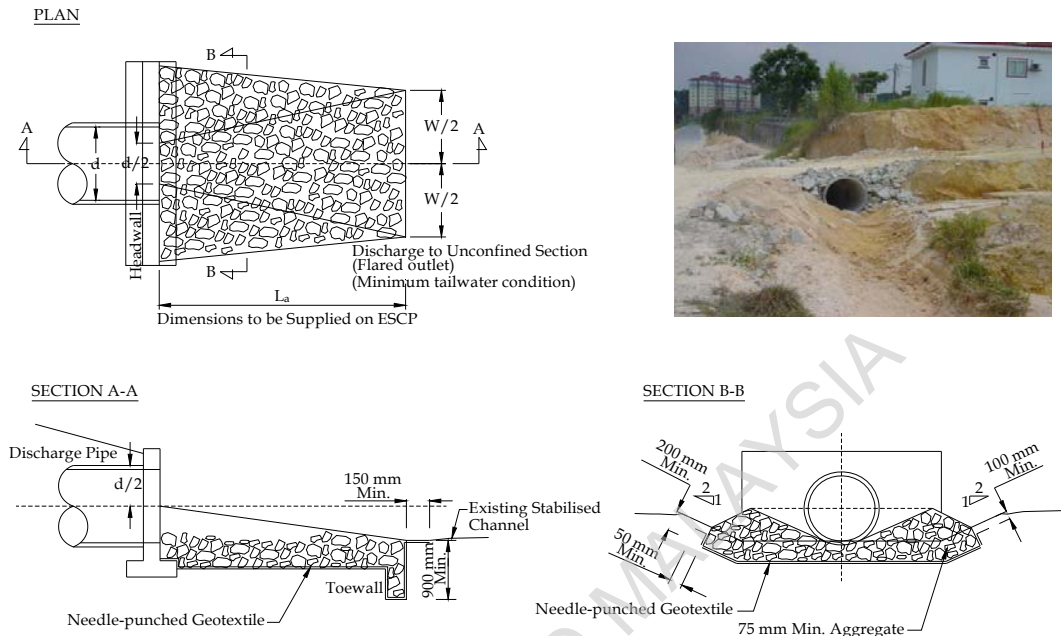 PLAN
B
A
d
d/2
Headwall
B
W/2
W/2
A
Discharge to Unconfined Section
(Flared outlet)
(Minimum tailwater condition)
Lₐ
Dimensions to be Supplied on ESCP
SECTION A-A
Discharge Pipe
d/2
150 mm
Min.
Existing Stabilised
Channel
900 mm
Min.
Toewall
Needle-punched Geotextile
SECTION B-B
200 mm
Min.
2
1
100 mm
Min.
2
1
50 mm
Min.
Needle-punched Geotextile
75 mm Min. Aggregate
MALAYSIA